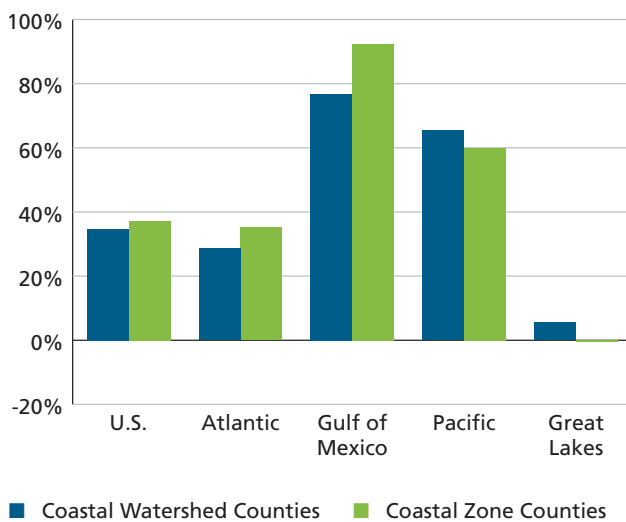 100%
80%
60%
40%
20%
0%
-20%
U.S. Atlantic Gulf of Pacific Great
Mexico Lakes
Coastal Watershed Counties Coastal Zone Counties